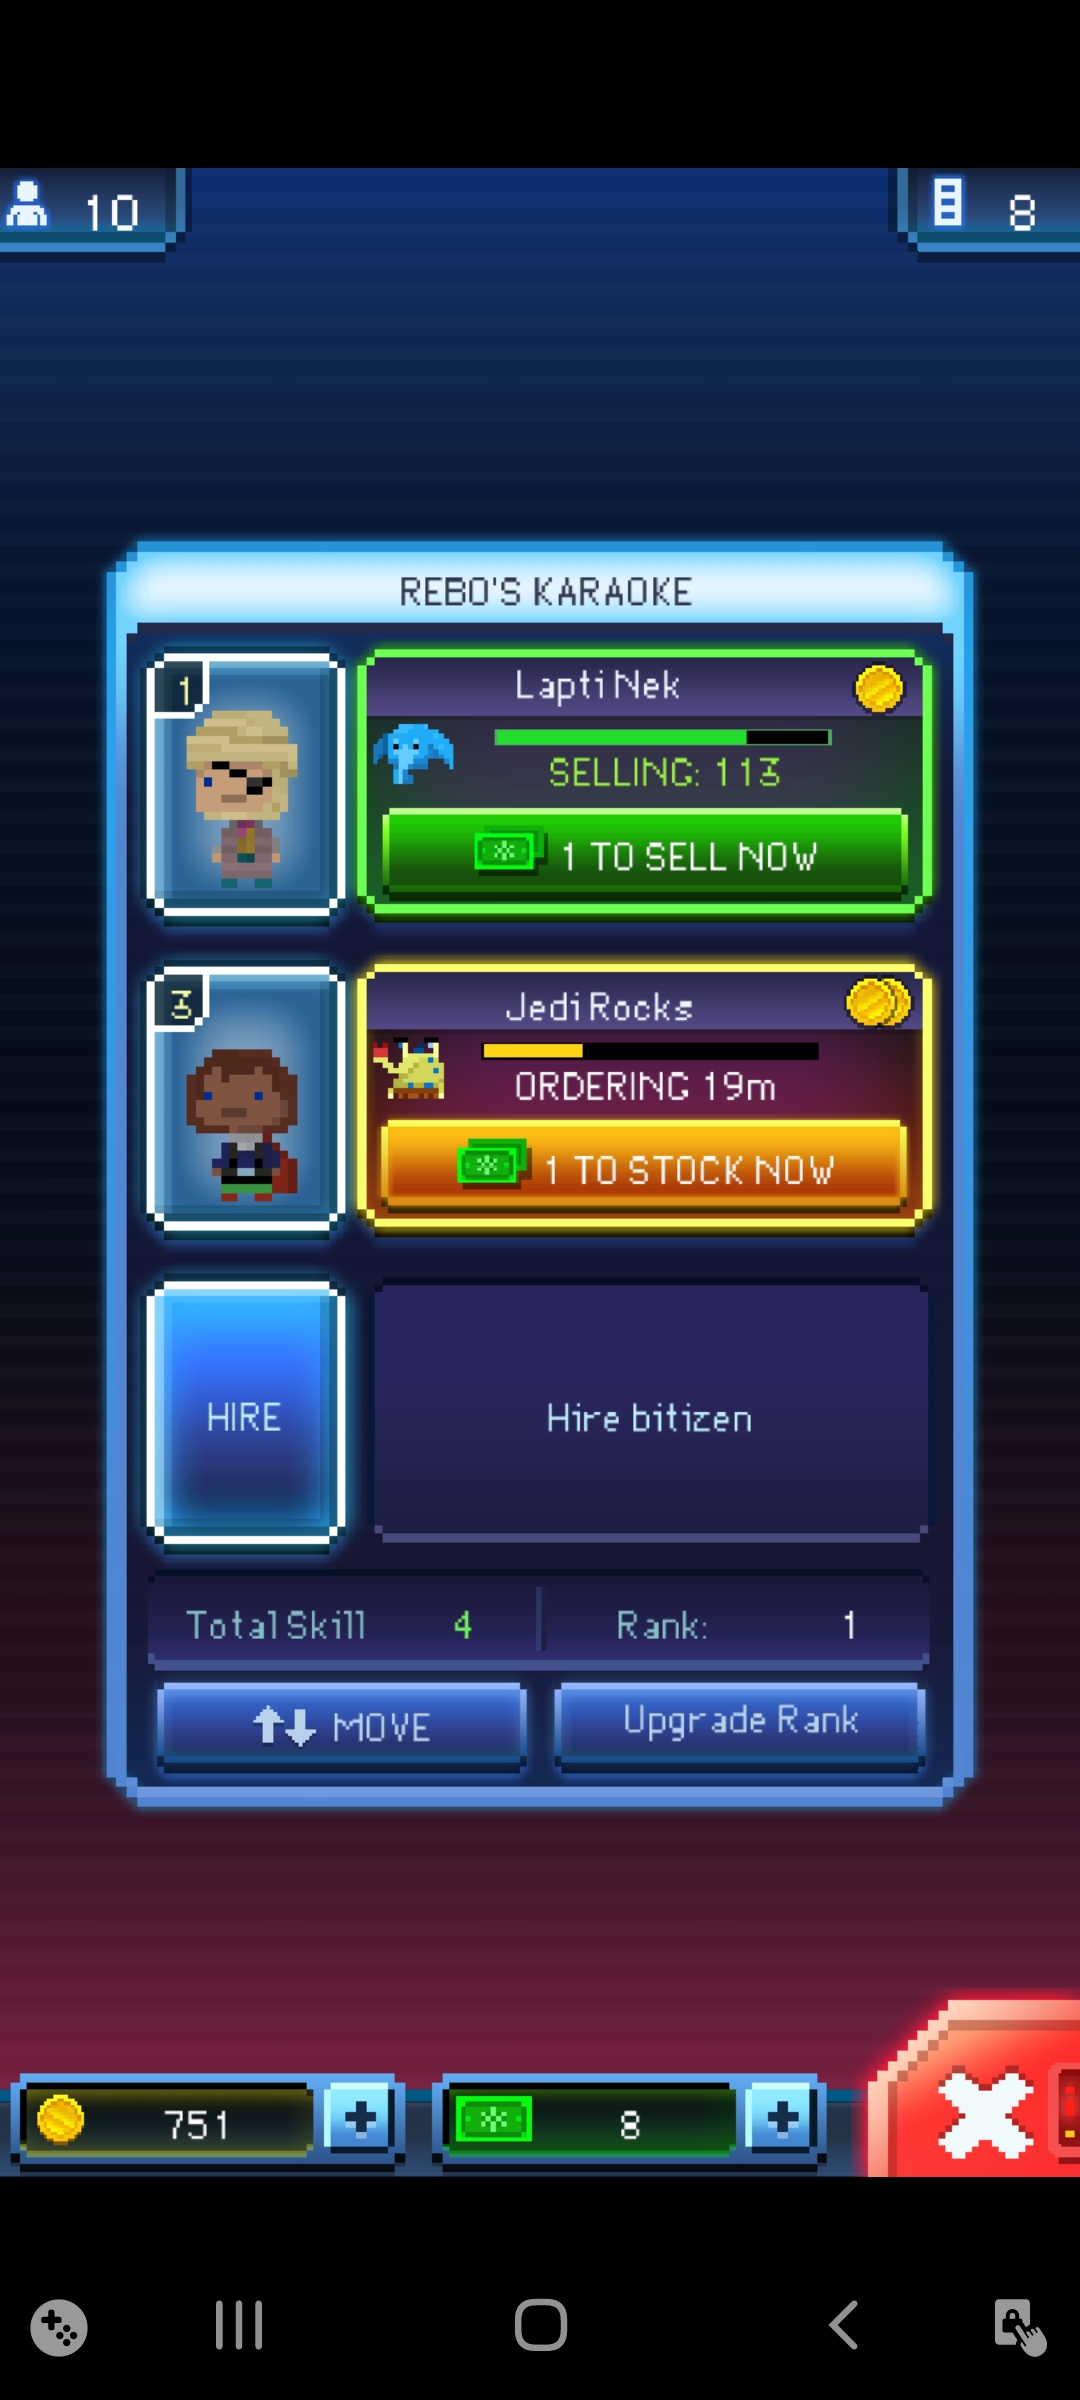 10
8
REBO'S KARAOKE
1
Lapti Nek
SELLING: 113
1 TO SELL NOW
3
Jedi Rocks
ORDERING 19m
1 TO STOCK NOW
HIRE
Hire bitizen
Total Skill 4
Rank: 1
MOVE
Upgrade Rank
751
8